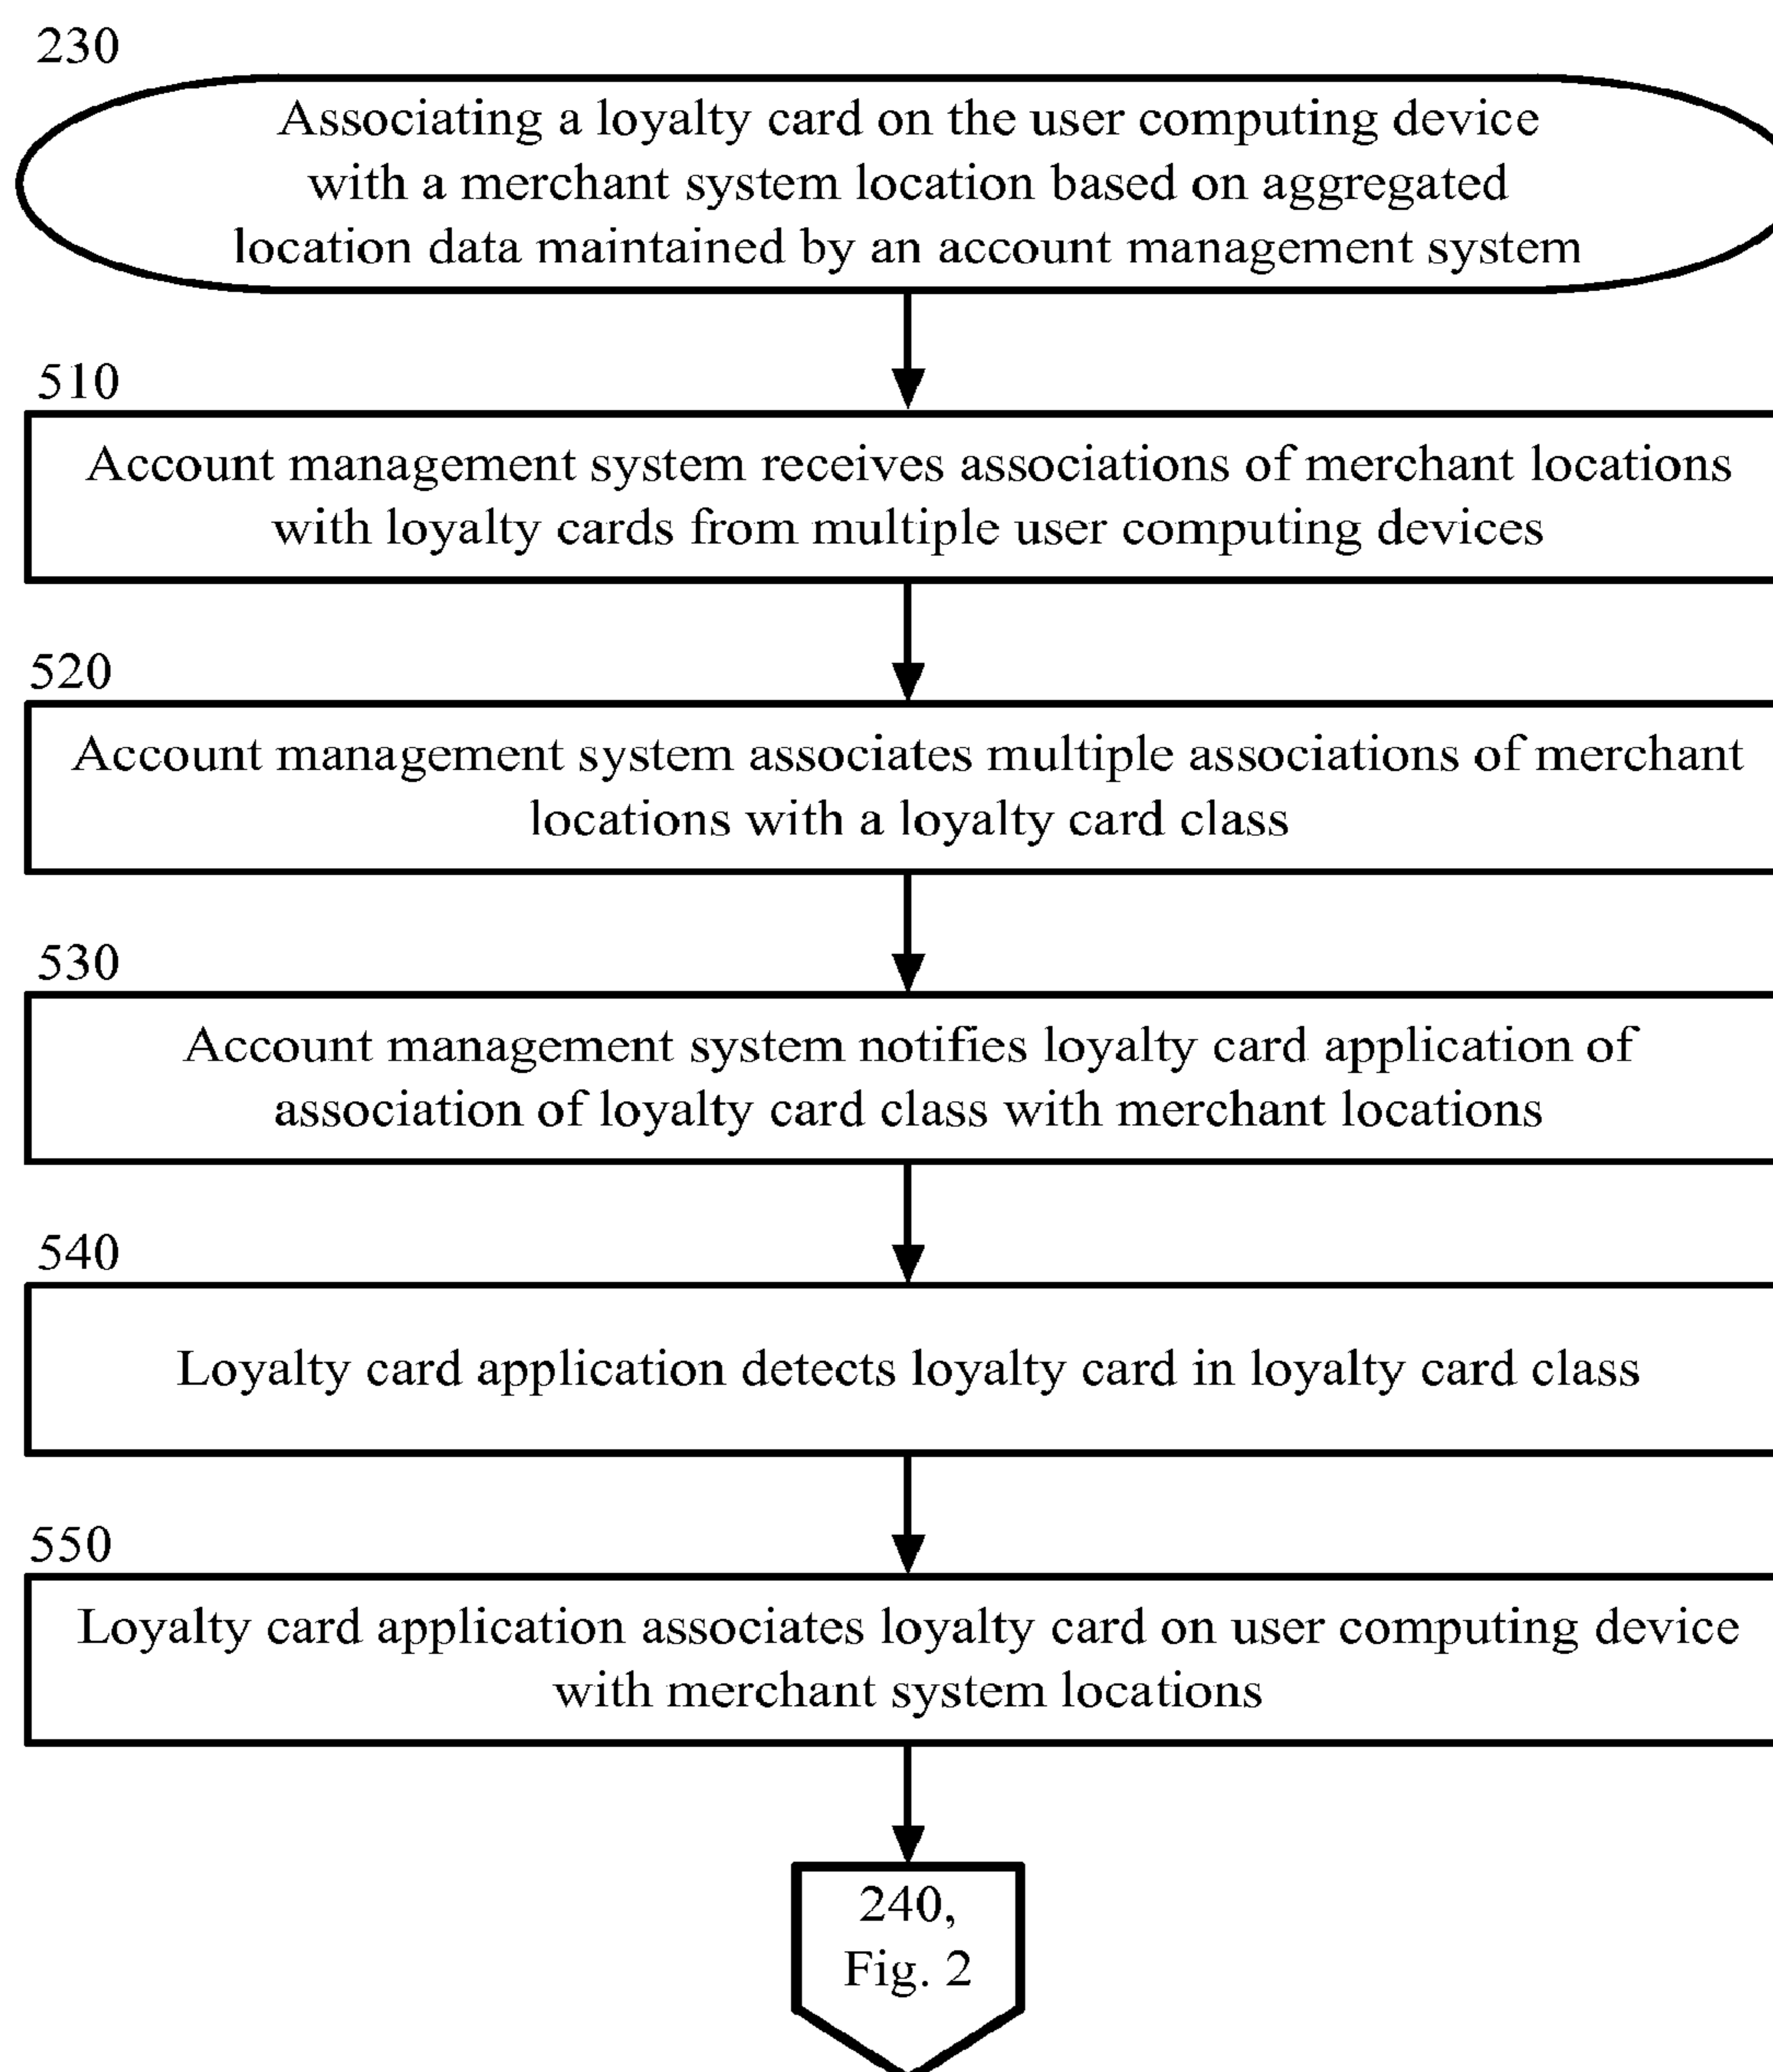 230
Associating a loyalty card on the user computing device
with a merchant system location based on aggregated
location data maintained by an account management system
510
Account management system receives associations of merchant locations
with loyalty cards from multiple user computing devices
520
Account management system associates multiple associations of merchant
locations with a loyalty card class
530
Account management system notifies loyalty card application of
association of loyalty card class with merchant locations
540
Loyalty card application detects loyalty card in loyalty card class
550
Loyalty card application associates loyalty card on user computing device
with merchant system locations
240,
Fig. 2